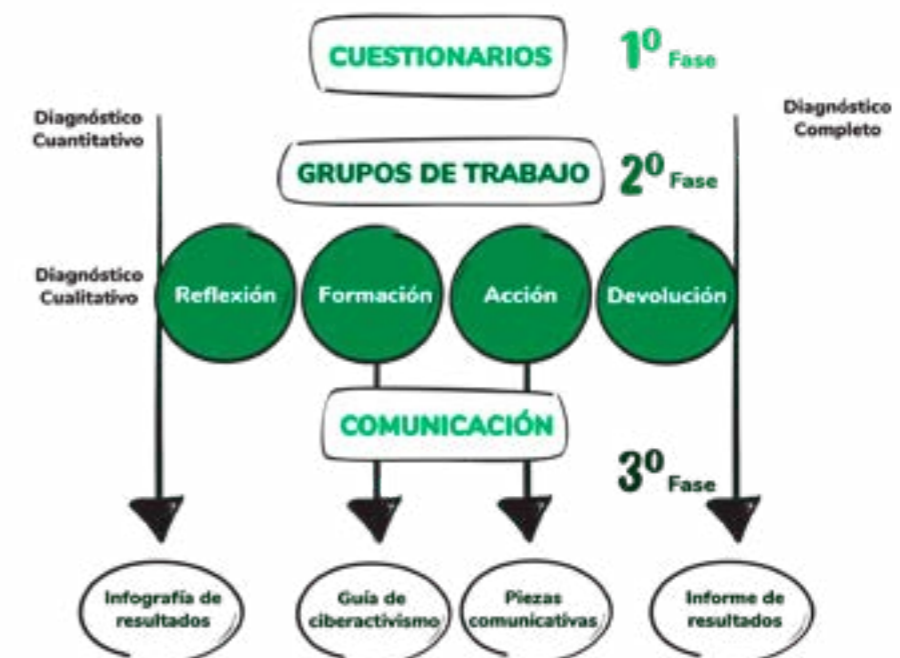 CUESTIONARIOS
1º Fase
Diagnóstico
Cuantitativo
Diagnóstico
Completo
GRUPOS DE TRABAJO
2º Fase
Diagnóstico
Cualitativo
Reflexión
Formación
Acción
Devolución
COMUNICACIÓN
3º Fase
Infografía de
resultados
Guía de
ciberactivismo
Piezas
comunicativas
Informe de
resultados